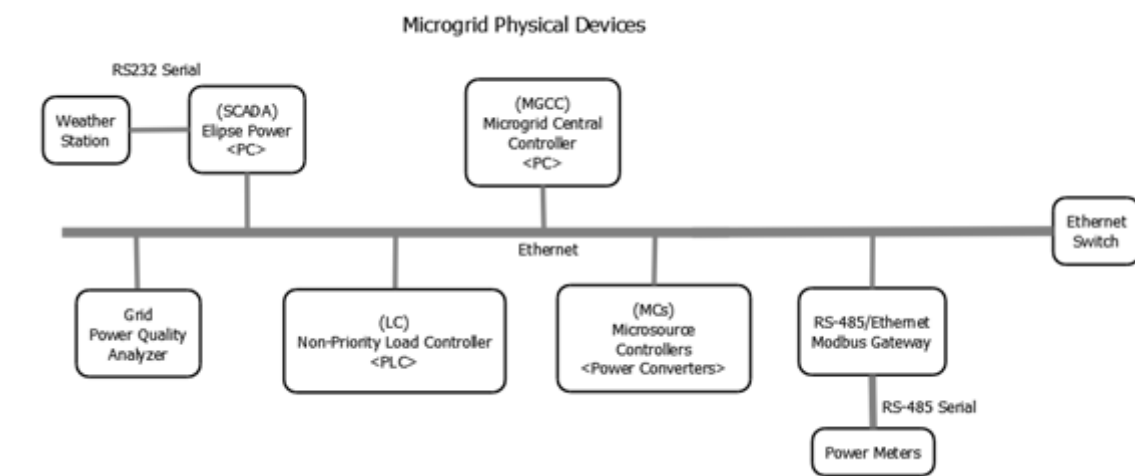 Microgrid Physical Devices
RS232 Serial
Weather
Station
(SCADA)
Elipse Power
<PC>
(MGCC)
Microgrid Central
Controller
<PC>
Ethernet
Switch
Ethernet
Grid
Power Quality
Analyzer
(LC)
Non-Priority Load Controller
<PLC>
(MCs)
Microsource
Controllers
<Power Converters>
RS-485/Ethernet
Modbus Gateway
RS-485 Serial
Power Meters